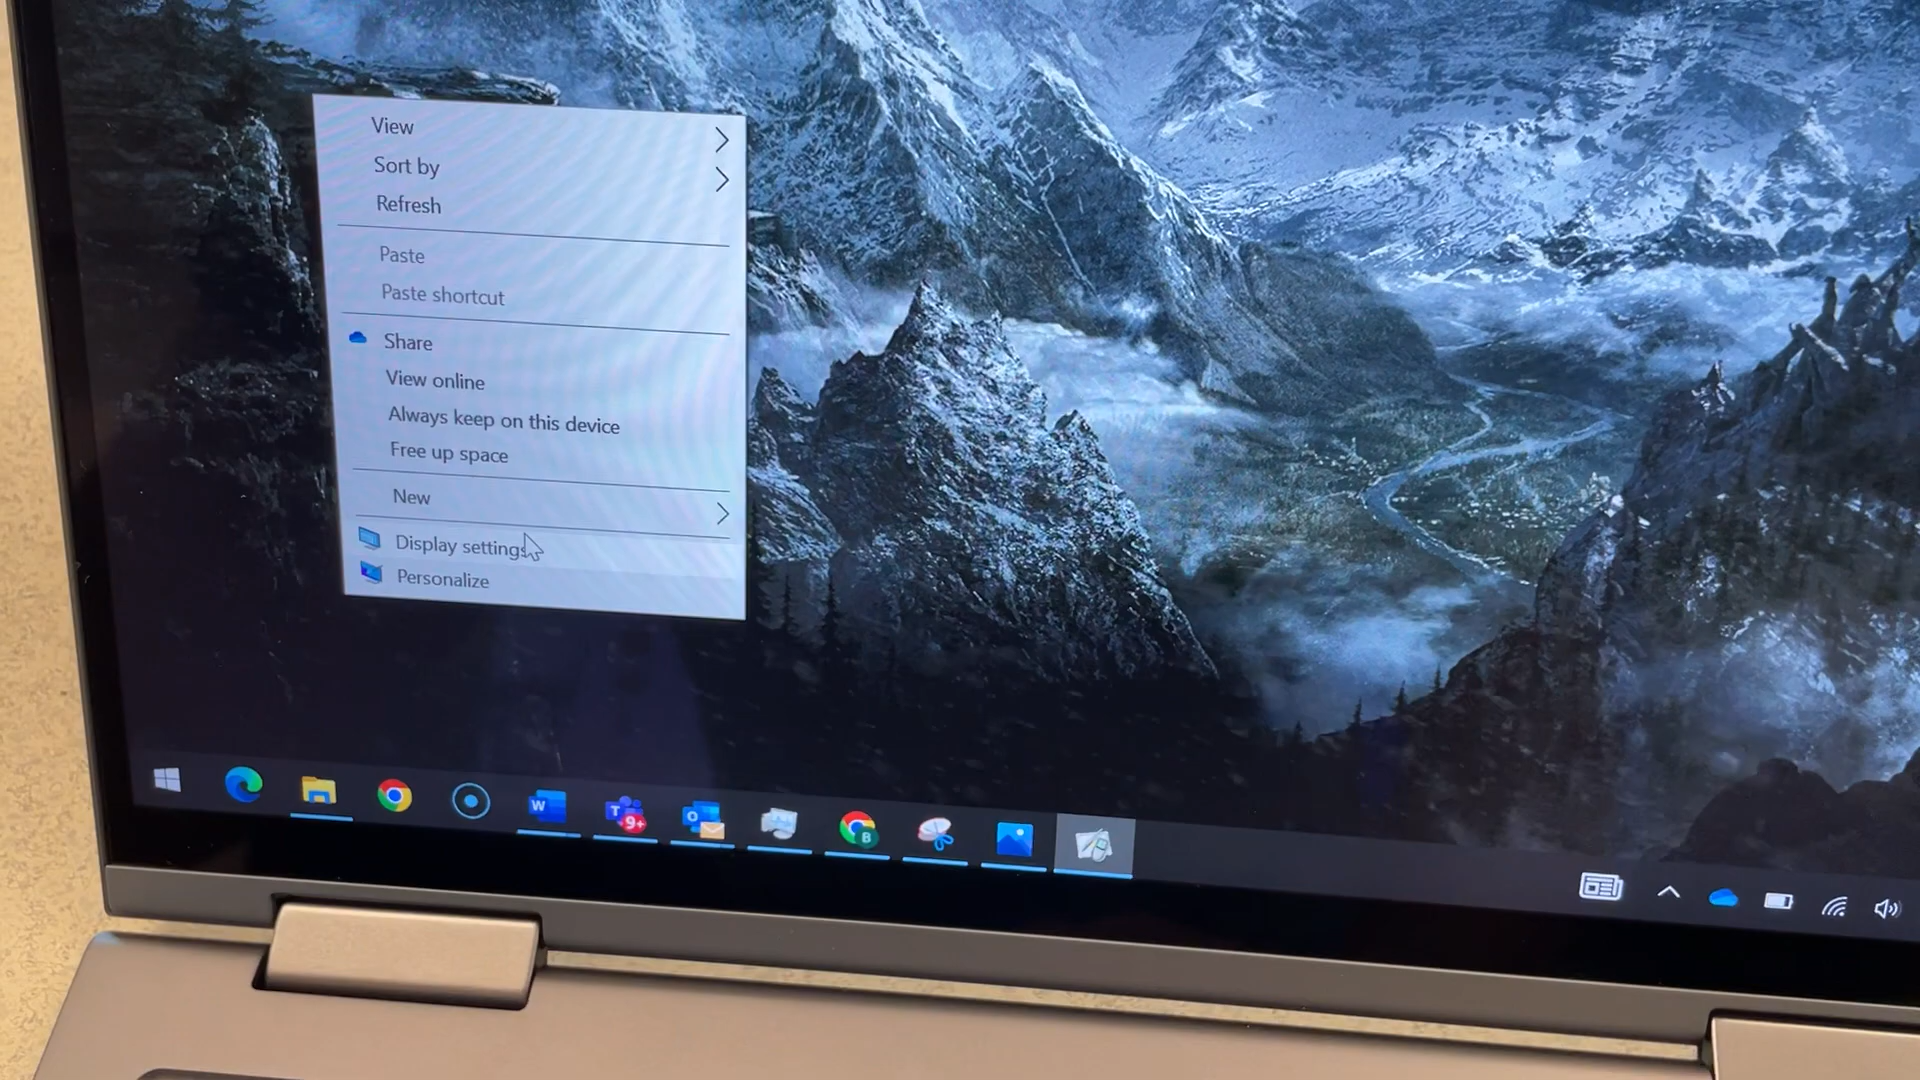 View
Sort by
Refresh
Paste
Paste shortcut
Share
View online
Always keep on this device
Free up space
New
Display settings
Personalize
W
T
9+
O
B